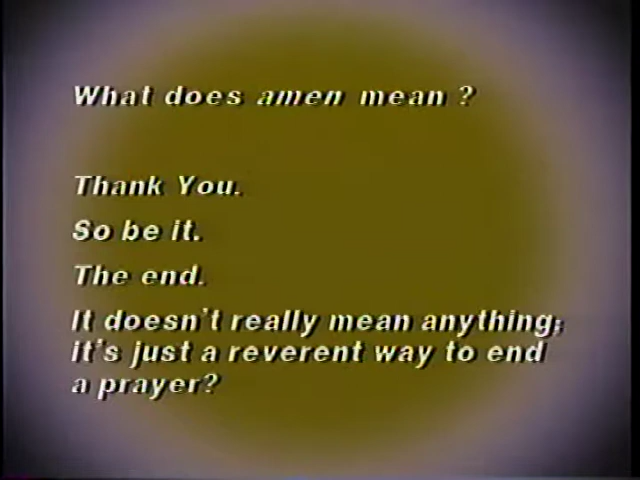 What does amen mean ?
Thank You.
So be it.
The end.
It doesn't really mean anything;
it's just a reverent way to end
a prayer?